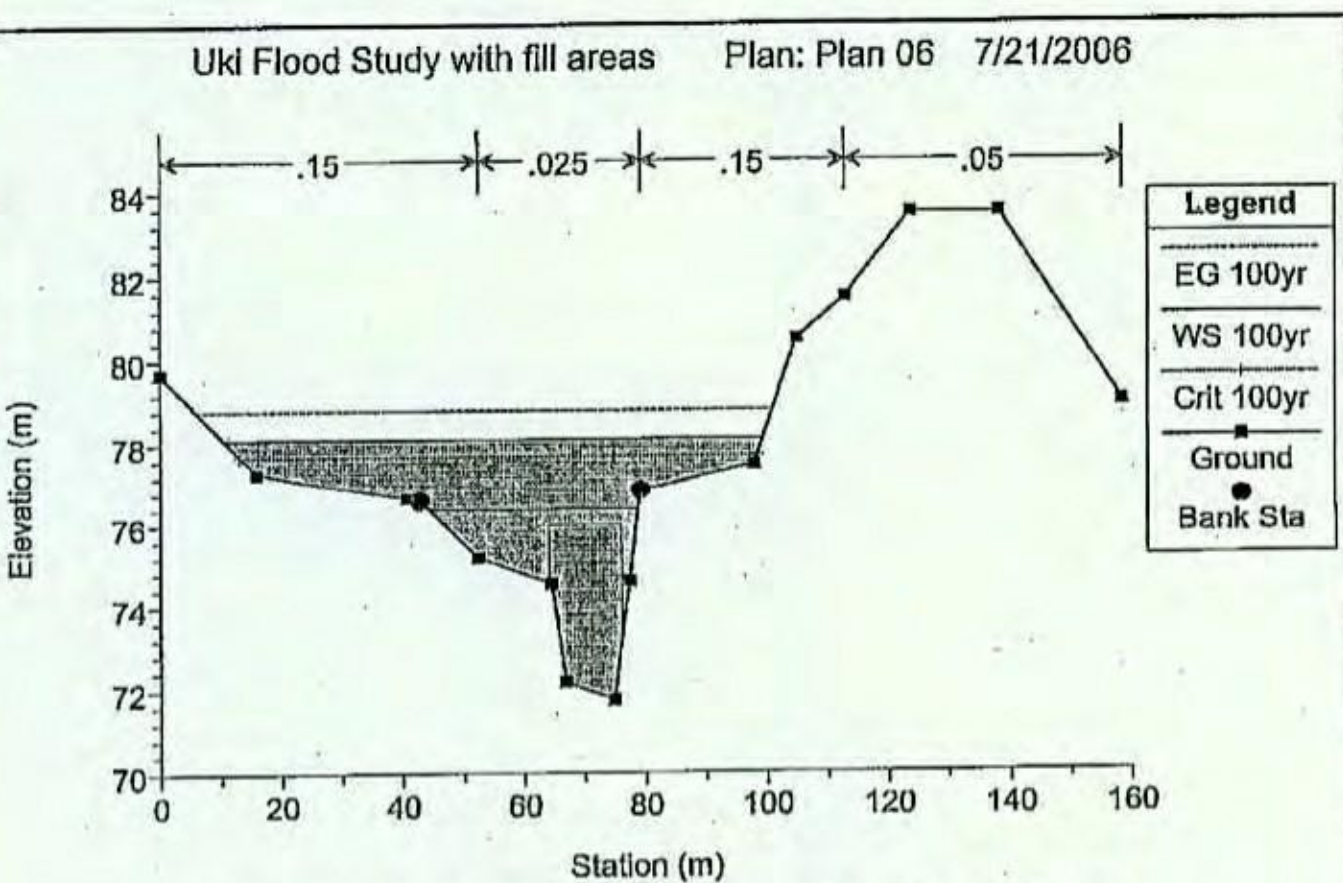 Uki Flood Study with fill areas Plan: Plan 06 7/21/2006
.15 .025 .15 .05
Legend
EG 100yr
WS 100yr
Crit 100yr
Ground
Bank Sta
84
82
80
78
76
74
72
70
Elevation (m)
0 20 40 60 80 100 120 140 160
Station (m)